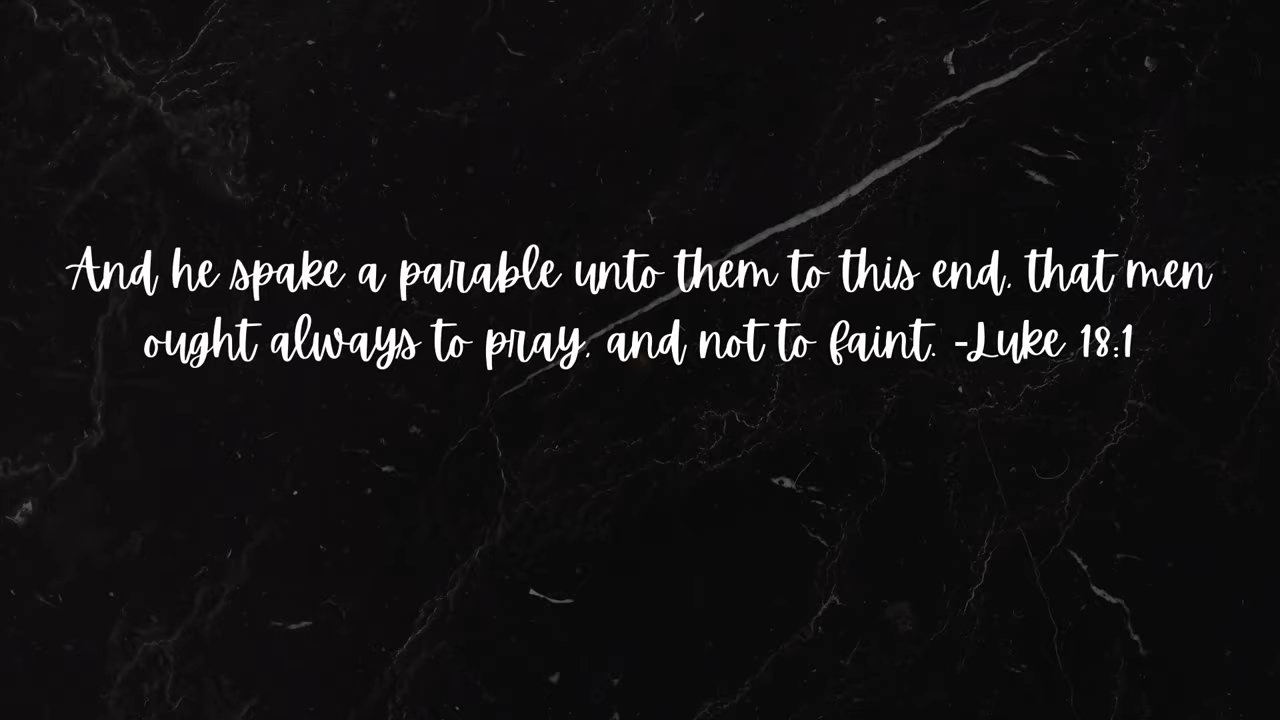 And he spake a parable unto them to this end, that men
ought always to pray, and not to faint. -Luke 18:1